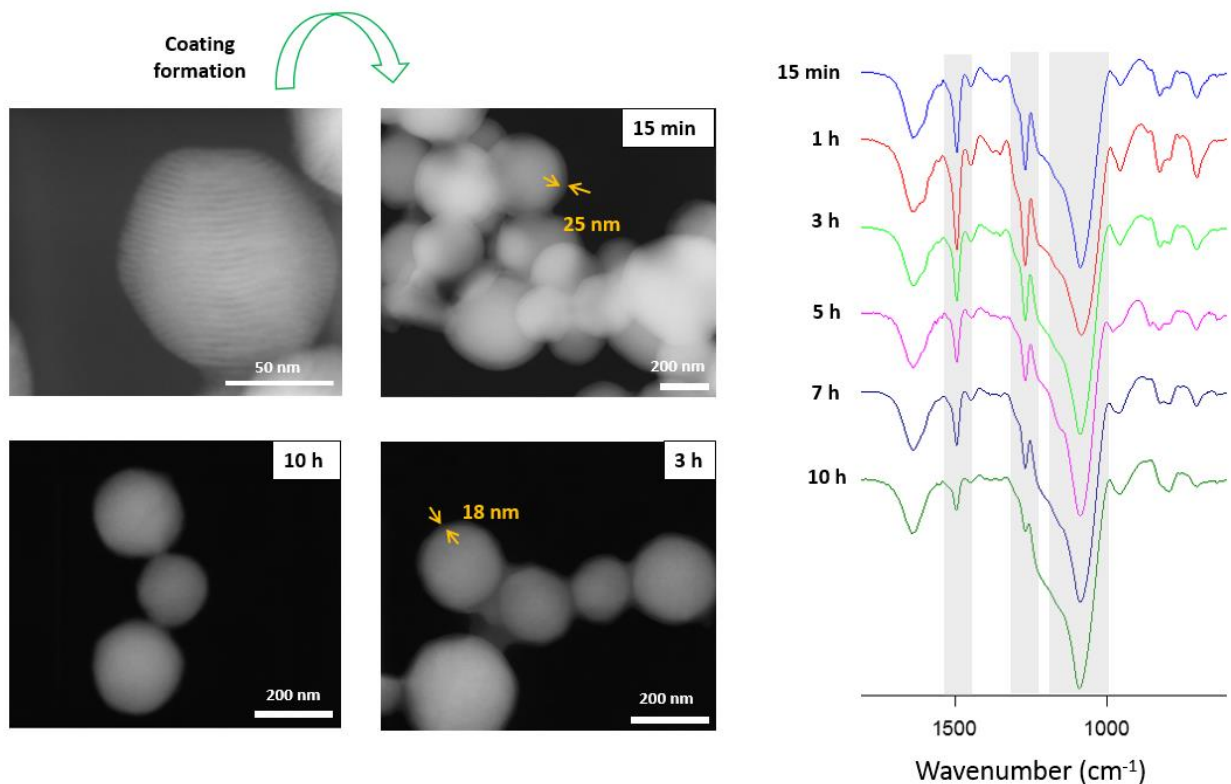 Coating
formation
50 nm
15 min
25 nm
200 nm
10 h
200 nm
3 h
18 nm
200 nm
15 min
1 h
3 h
5 h
7 h
10 h
1500
1000
Wavenumber (cm⁻¹)